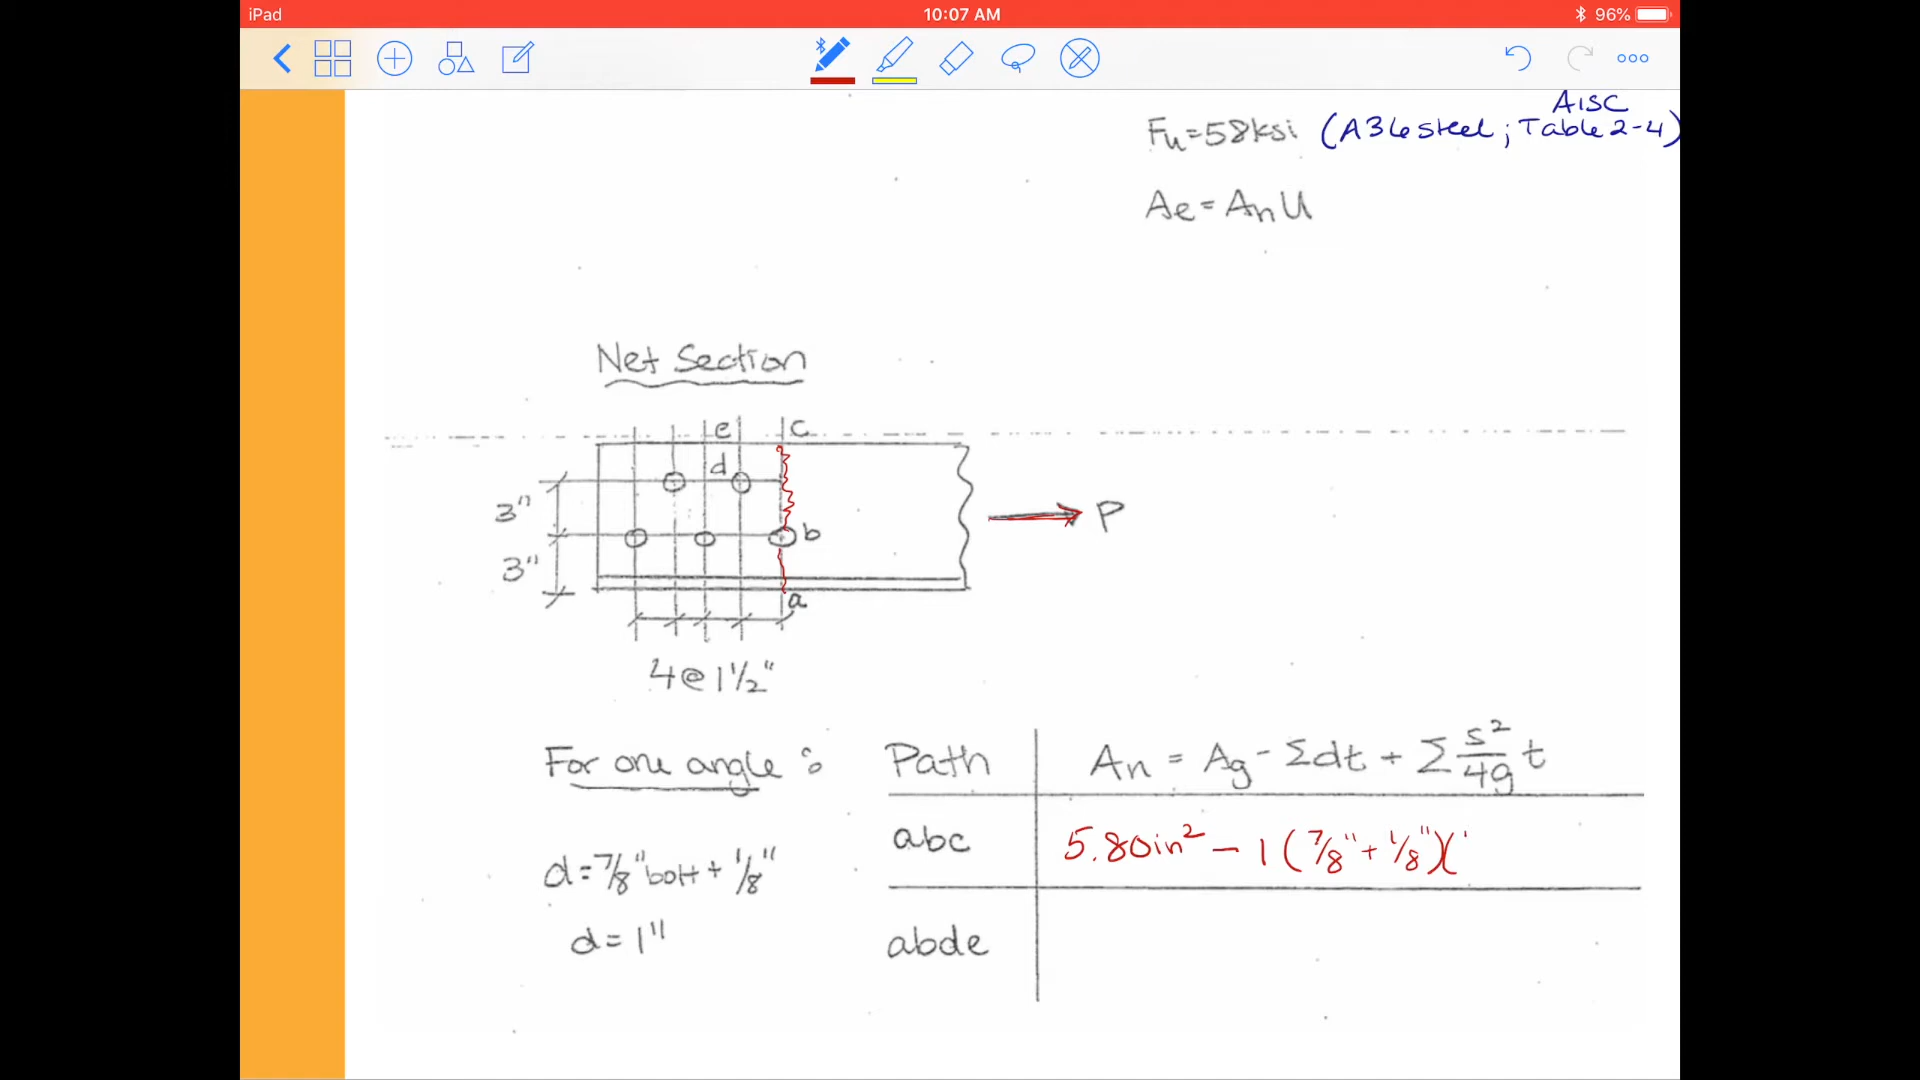 iPad
10:07 AM
96%
AISC
Fu=58ksi (A36 steel; Table 2-4)
Ae=AnU
Net Section
e c
d
3"
b
P
3"
a
4@1½"
For one angle: Path An = Ag - Σdt + Σ s²/4g t
abc 5.80in² - 1(⅞"+⅛")('
d=⅞"bolt+⅛"
d=1" abde